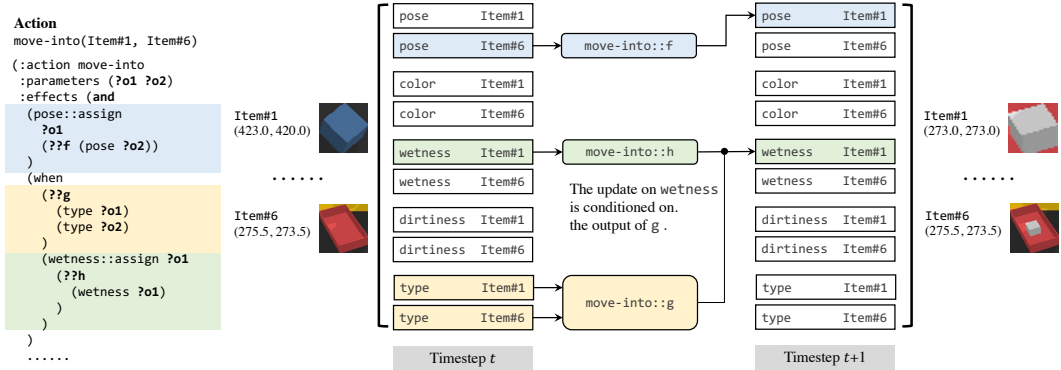 Action
move-into(Item#1, Item#6)
(:action move-into
:parameters (?o1 ?o2)
:effects (and
(pose::assign
?o1
(??f (pose ?o2))
)
(when
(??g
(type ?o1)
(type ?o2)
)
(wetness::assign ?o1
(??h
(wetness ?o1)
)
)
)
......
Item#1
(423.0, 420.0)
......
Item#6
(275.5, 273.5)
pose Item#1
pose Item#6
color Item#1
color Item#6
wetness Item#1
wetness Item#6
dirtiness Item#1
dirtiness Item#6
type Item#1
type Item#6
Timestep t
move-into::f
move-into::h
The update on wetness
is conditioned on.
the output of g .
move-into::g
pose Item#1
pose Item#6
color Item#1
color Item#6
wetness Item#1
wetness Item#6
dirtiness Item#1
dirtiness Item#6
type Item#1
type Item#6
Timestep t+1
Item#1
(273.0, 273.0)
......
Item#6
(275.5, 273.5)